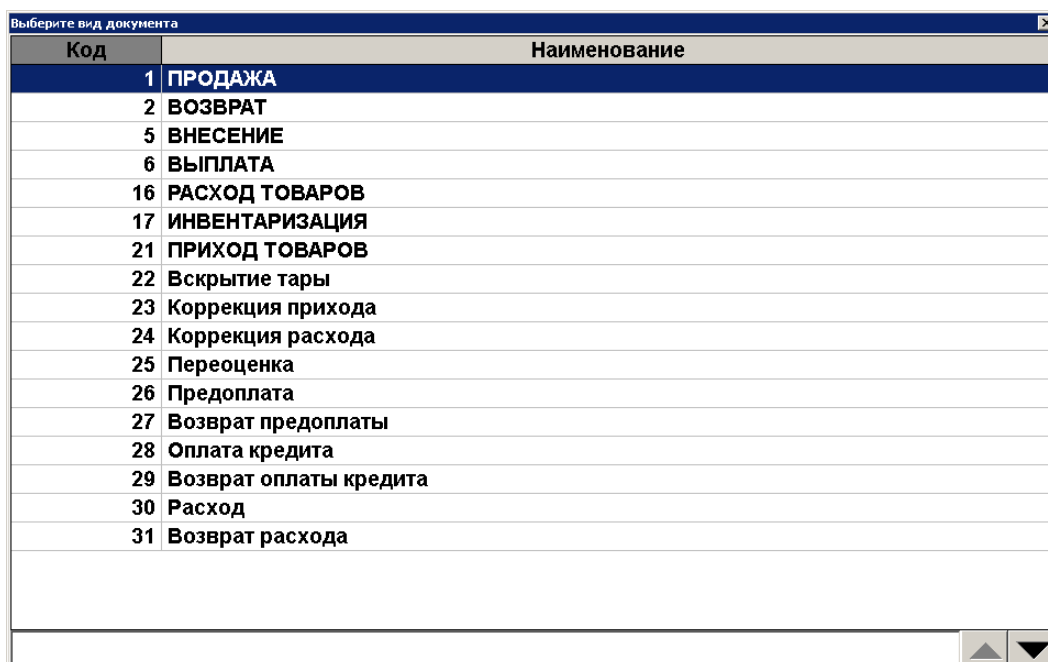 Выберите вид документа
Код Наименование
1 ПРОДАЖА
2 ВОЗВРАТ
5 ВНЕСЕНИЕ
6 ВЫПЛАТА
16 РАСХОД ТОВАРОВ
17 ИНВЕНТАРИЗАЦИЯ
21 ПРИХОД ТОВАРОВ
22 Вскрытие тары
23 Коррекция прихода
24 Коррекция расхода
25 Переоценка
26 Предоплата
27 Возврат предоплаты
28 Оплата кредита
29 Возврат оплаты кредита
30 Расход
31 Возврат расхода